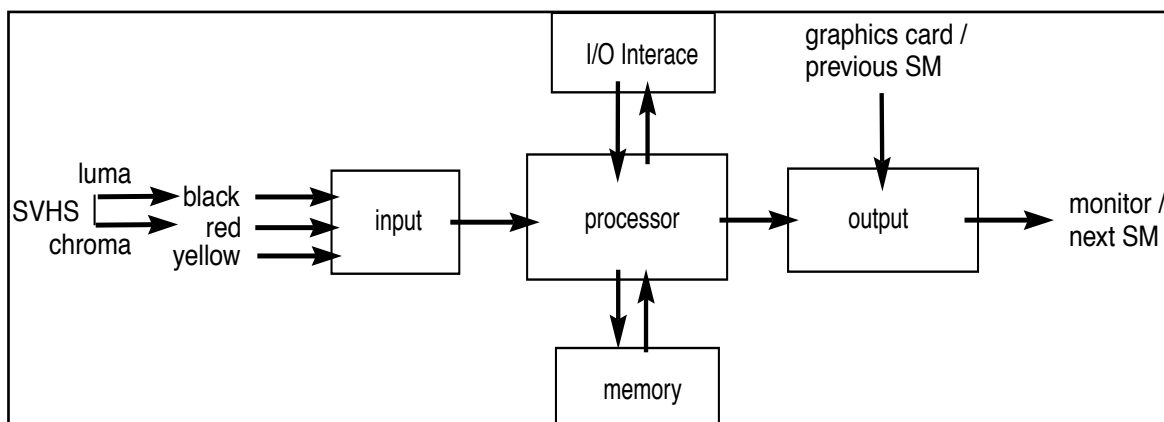 I/O Interace
graphics card /
previous SM
luma
SVHS
chroma
black
red
yellow
input
processor
output
monitor /
next SM
memory